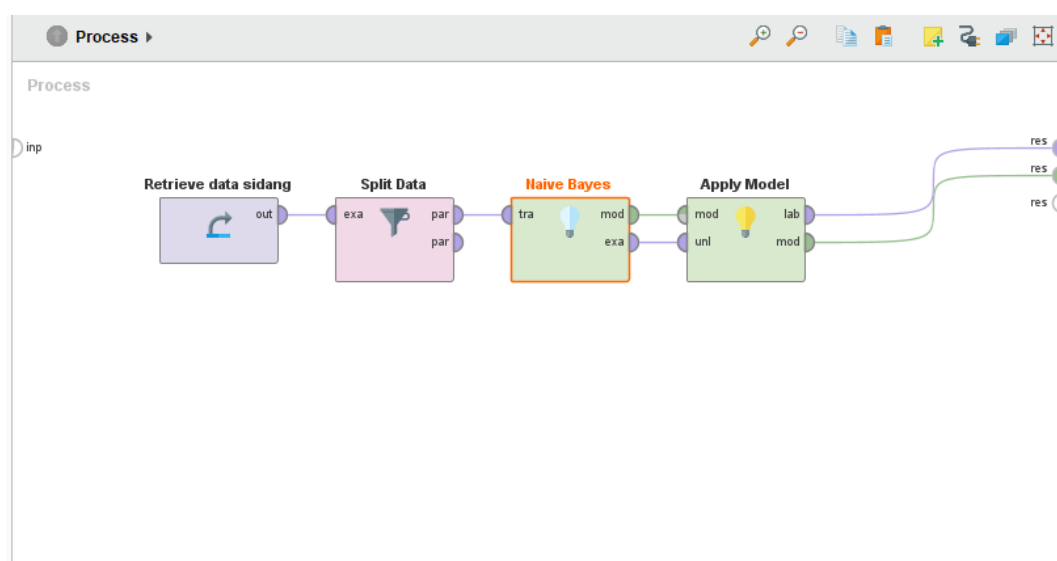 Process
Process
inp
res
res
res
Retrieve data sidang
out
Split Data
exa par
par
Naive Bayes
tra mod
exa
Apply Model
mod lab
unl mod